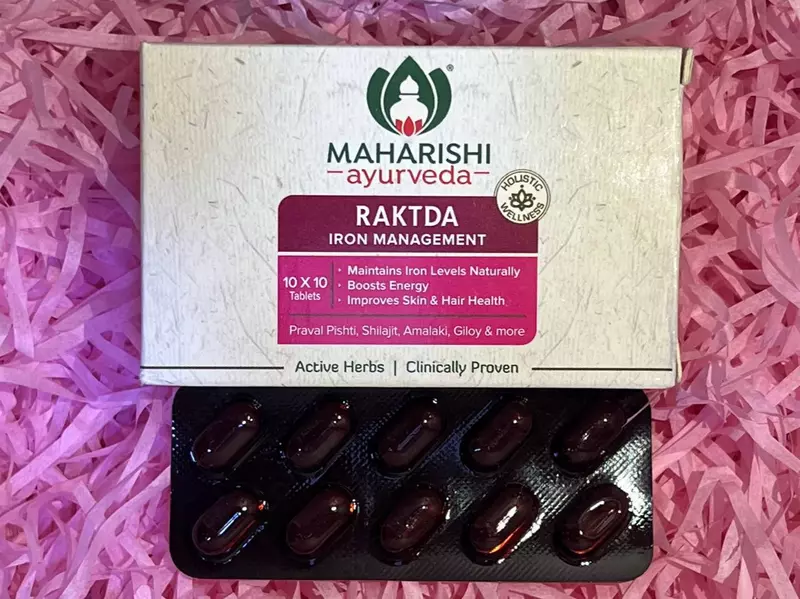 ®
MAHARISHI
ayurveda
HOLISTIC
WELLNESS
RAKTDA
IRON MANAGEMENT
10 X 10
Tablets
· Maintains Iron Levels Naturally
· Boosts Energy
· Improves Skin & Hair Health
Praval Pishti, Shilajit, Amalaki, Giloy & more
Active Herbs | Clinically Proven